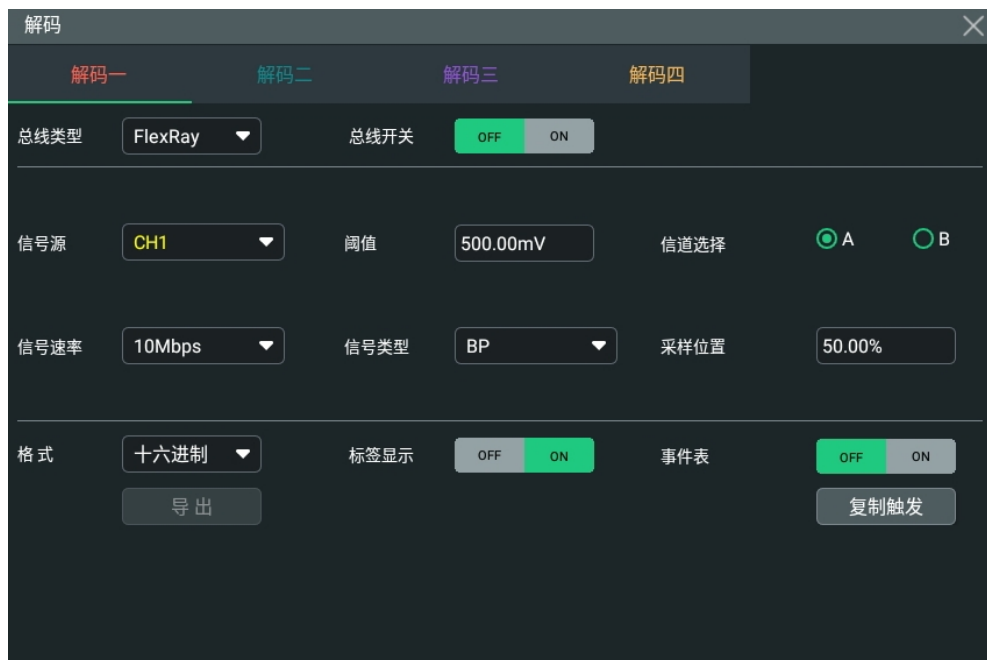 解码
解码一 解码二 解码三 解码四
总线类型 FlexRay 总线开关 OFF ON
信号源 CH1 阈值 500.00mV 信道选择 A B
信号速率 10Mbps 信号类型 BP 采样位置 50.00%
格式 十六进制 标签显示 OFF ON 事件表 OFF ON
导出 复制触发